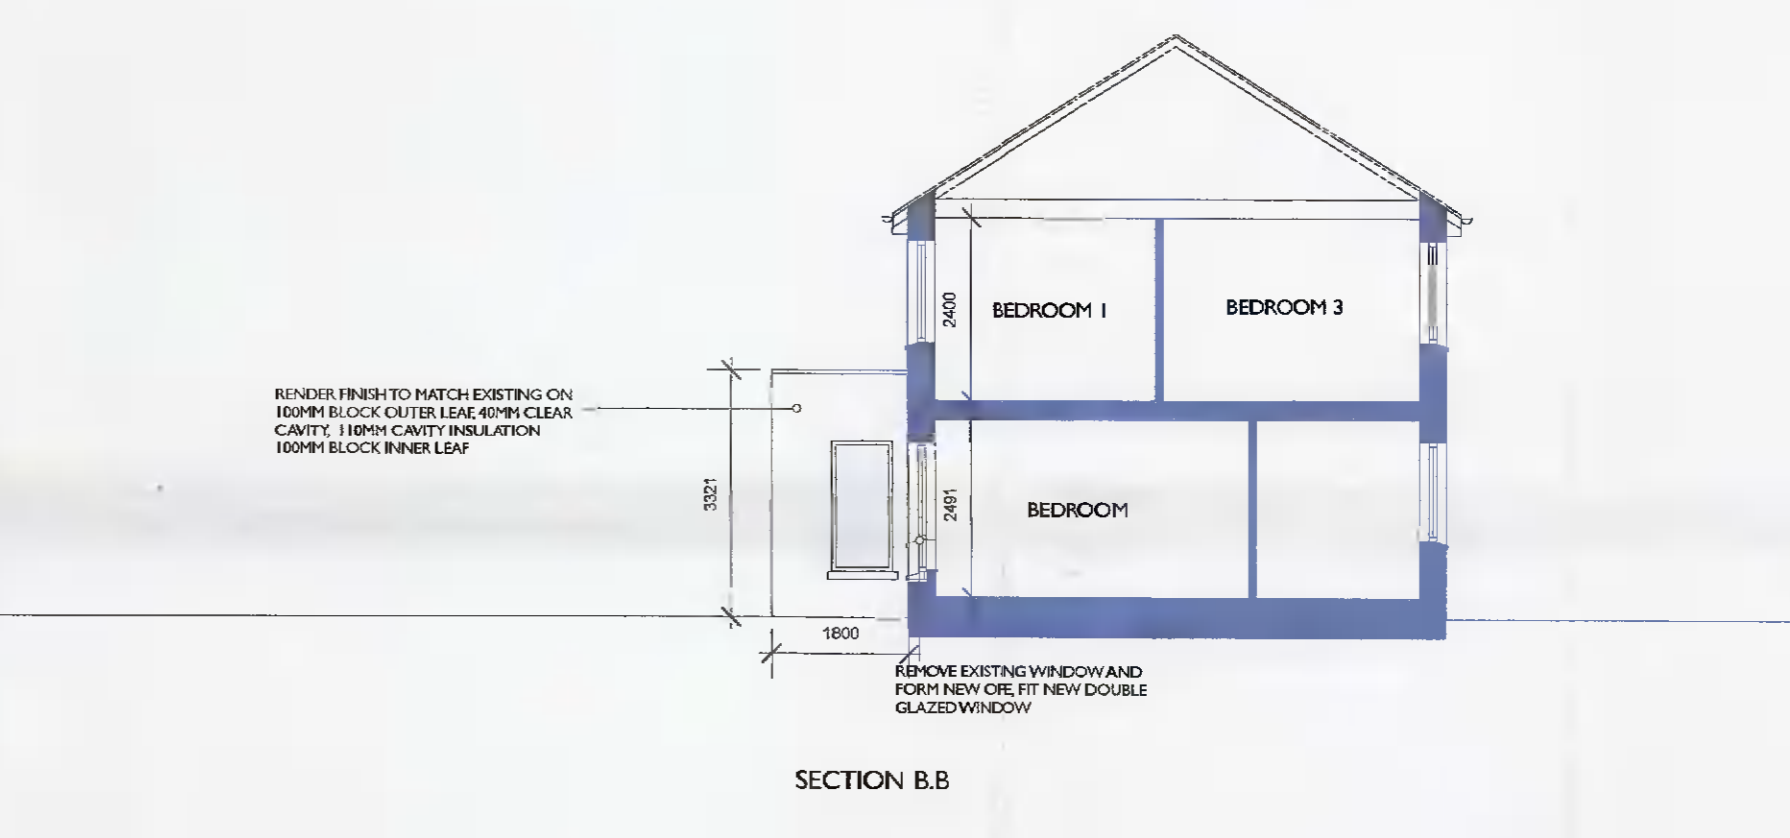 2400
BEDROOM 1
BEDROOM 3
RENDER FINISH TO MATCH EXISTING ON
100MM BLOCK OUTER LEAF, 40MM CLEAR
CAVITY, 110MM CAVITY INSULATION
100MM BLOCK INNER LEAF
3321
2491
BEDROOM
1800
REMOVE EXISTING WINDOW AND
FORM NEW OPE, FIT NEW DOUBLE
GLAZED WINDOW
SECTION B.B